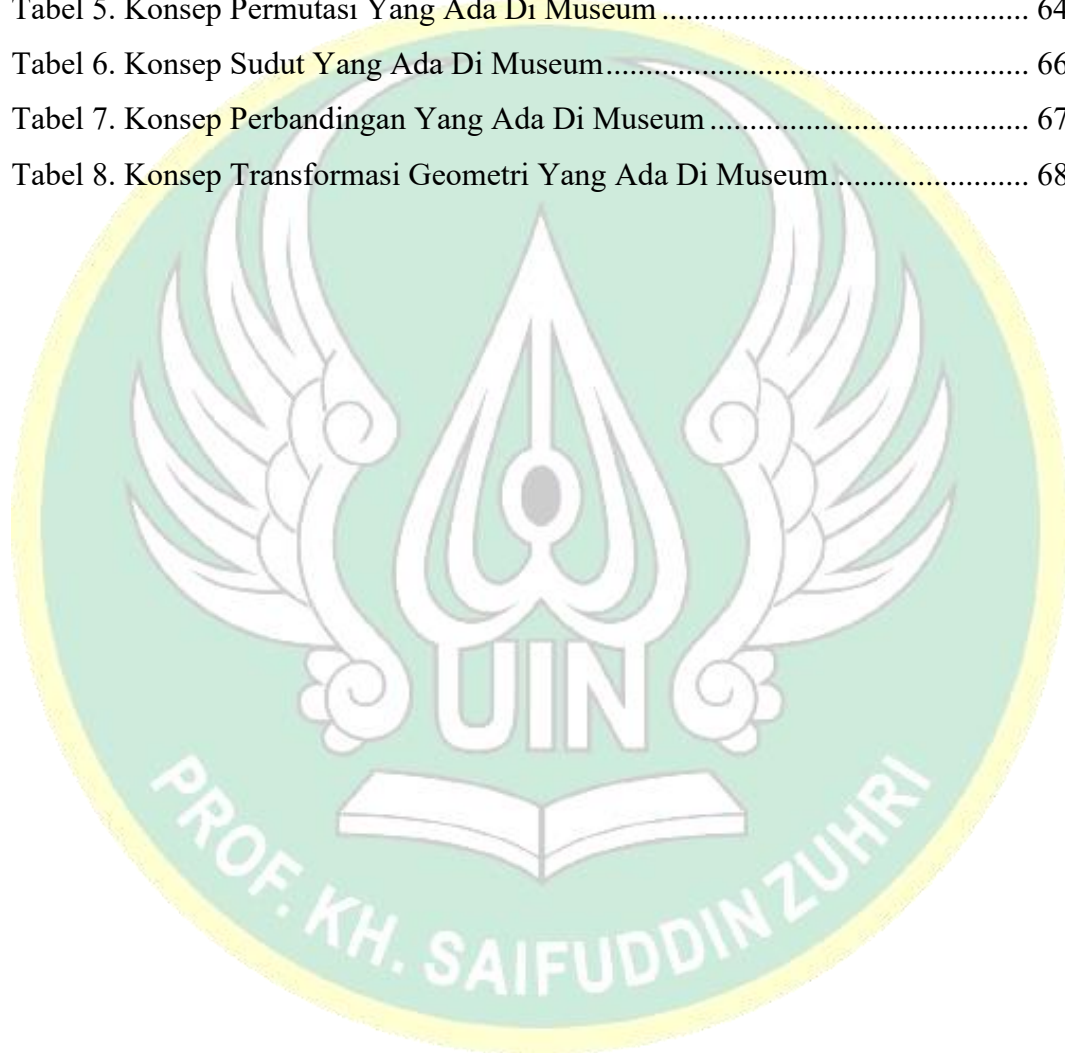 Tabel 5. Konsep Permutasi Yang Ada Di Museum ........................................ 64
Tabel 6. Konsep Sudut Yang Ada Di Museum................................................. 66
Tabel 7. Konsep Perbandingan Yang Ada Di Museum ..................................... 67
Tabel 8. Konsep Transformasi Geometri Yang Ada Di Museum....................... 68
UIN
PROF. KH. SAIFUDDIN ZUHRI